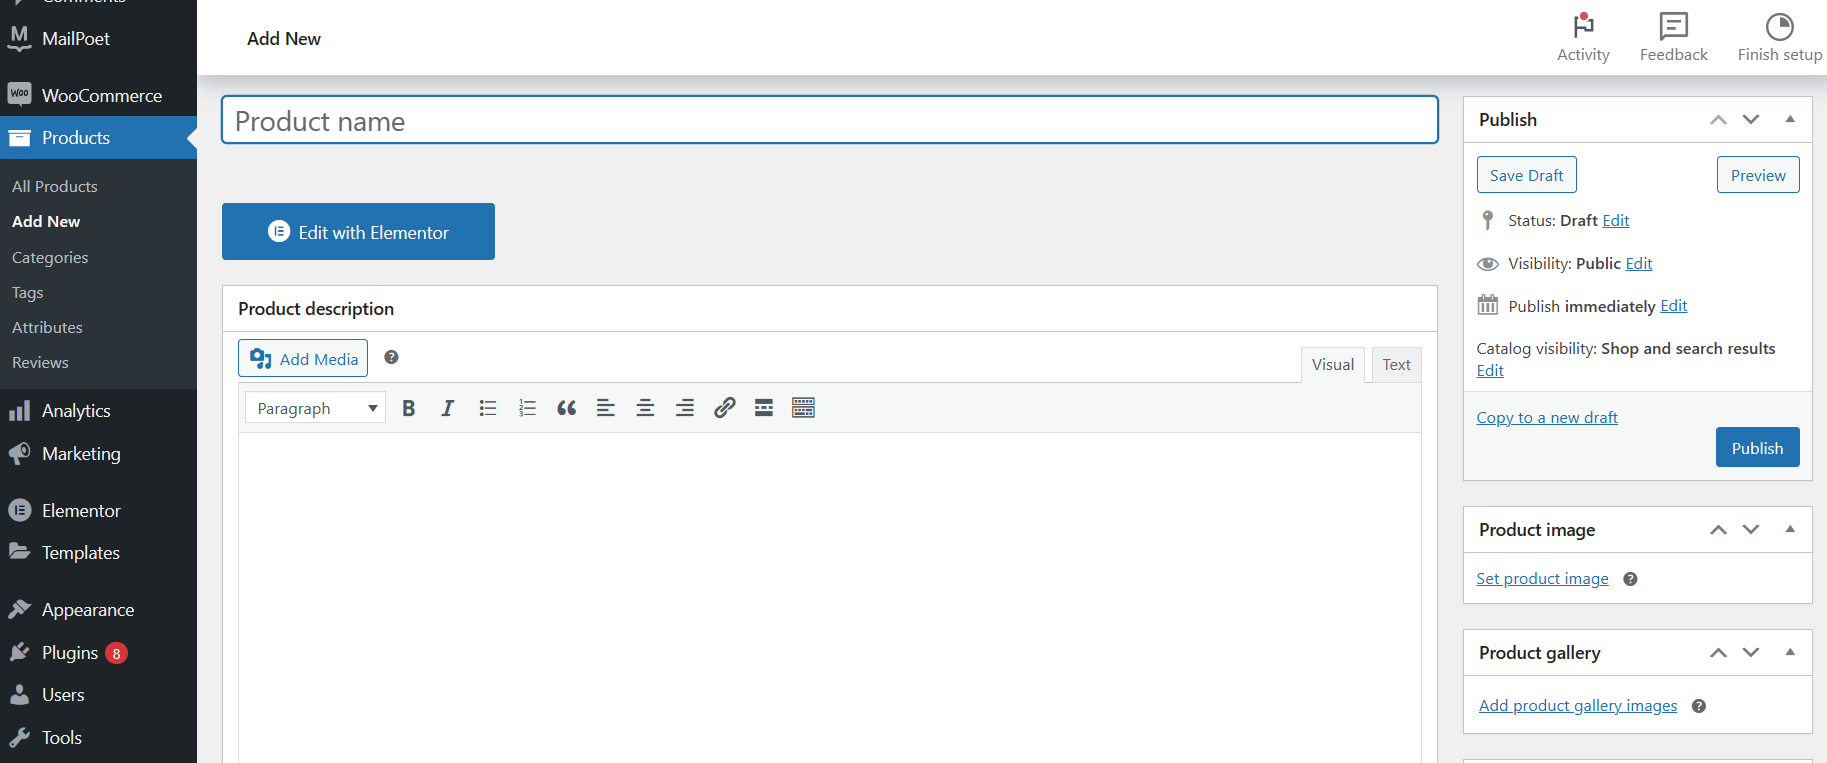 Comments
MailPoet
WooCommerce
Products
All Products
Add New
Categories
Tags
Attributes
Reviews
Analytics
Marketing
Elementor
Templates
Appearance
Plugins 8
Users
Tools
Add New
Activity
Feedback
Finish setup
Product name
Edit with Elementor
Product description
Add Media
Visual
Text
Paragraph
Publish
Save Draft
Preview
Status: Draft Edit
Visibility: Public Edit
Publish immediately Edit
Catalog visibility: Shop and search results
Edit
Copy to a new draft
Publish
Product image
Set product image
Product gallery
Add product gallery images